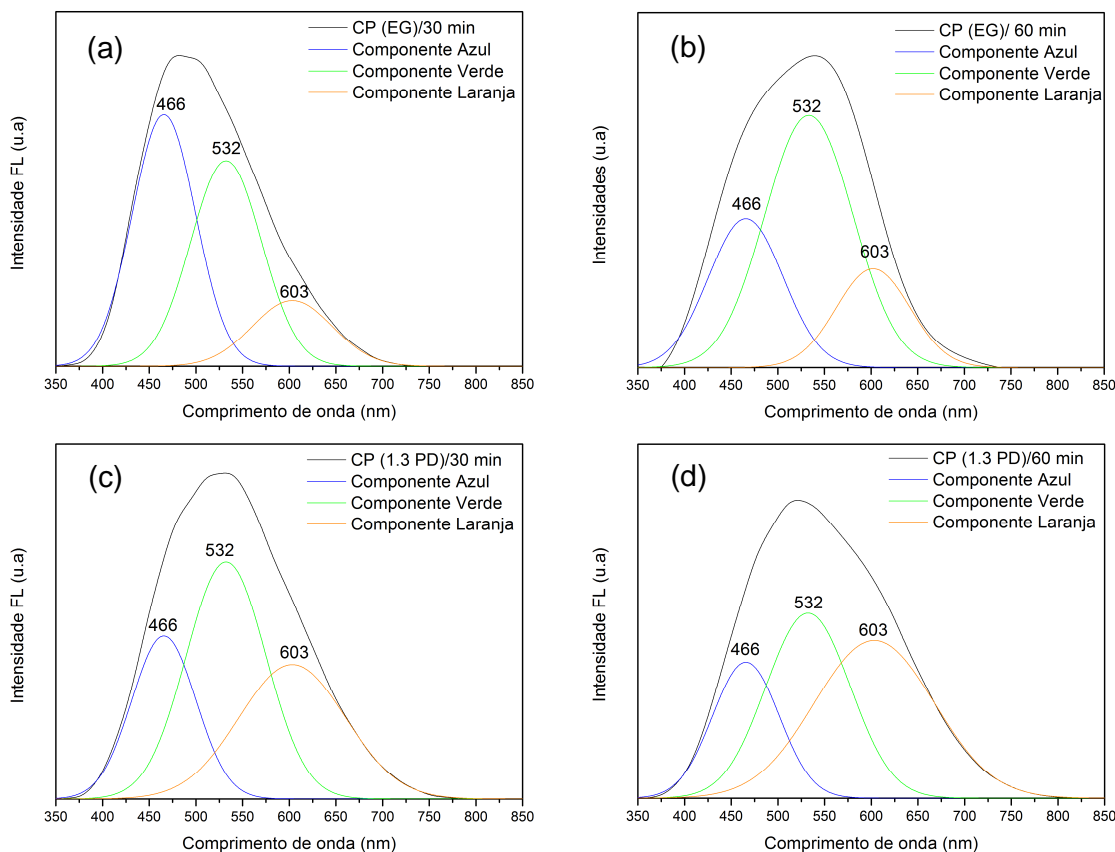 (a)
CP (EG)/30 min
Componente Azul
Componente Verde
Componente Laranja
466
532
603
Intensidade FL (u.a)
350 400 450 500 550 600 650 700 750 800 850
Comprimento de onda (nm)
(b)
CP (EG)/ 60 min
Componente Azul
Componente Verde
Componente Laranja
466
532
603
Intensidades (u.a)
350 400 450 500 550 600 650 700 750 800 850
Comprimento de onda (nm)
(c)
CP (1.3 PD)/30 min
Componente Azul
Componente Verde
Componente Laranja
466
532
603
Intensidade FL (u.a)
350 400 450 500 550 600 650 700 750 800 850
Comprimento de onda (nm)
(d)
CP (1.3 PD)/60 min
Componente Azul
Componente Verde
Componente Laranja
466
532
603
Intensidade FL (u.a)
350 400 450 500 550 600 650 700 750 800 850
Comprimento de onda (nm)